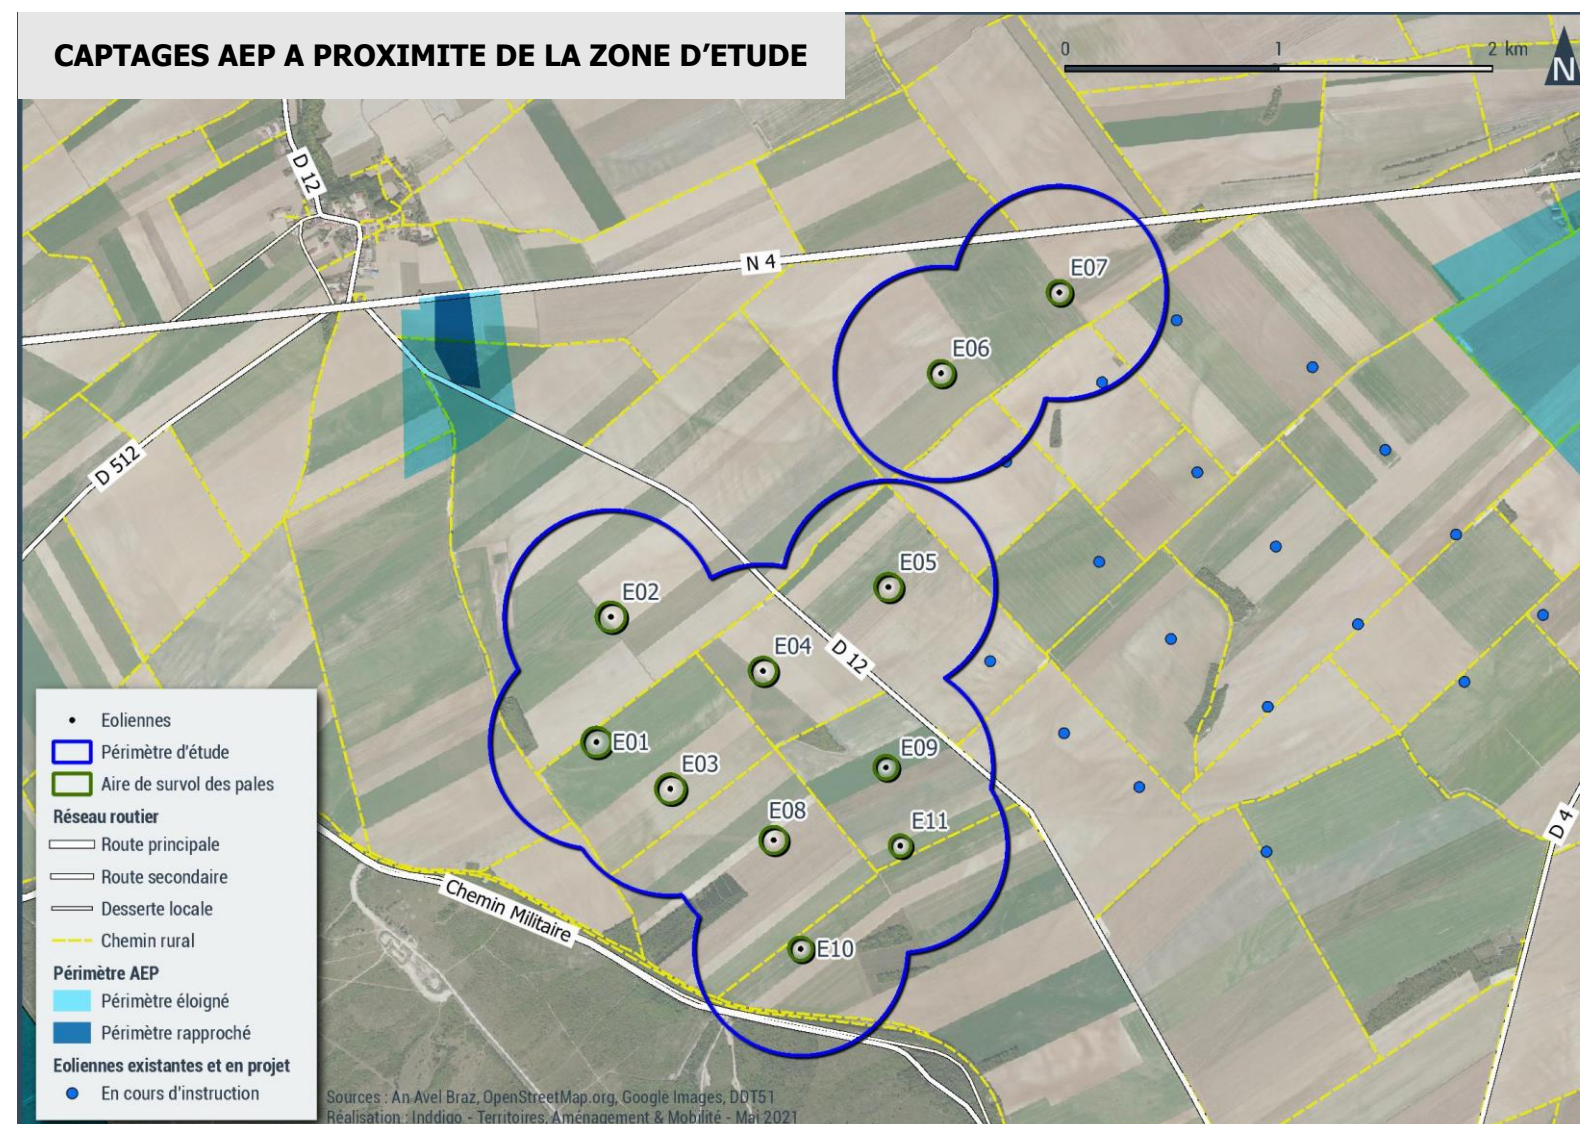 CAPTAGES AEP A PROXIMITE DE LA ZONE D'ETUDE
0 1 2 km
N
D 12
N 4
E07
E06
D 512
E05
E02
E04
D 12
E01
E03
E09
E08
E11
D 4
Chemin Militaire
E10
Eoliennes
Périmètre d'étude
Aire de survol des pales
Réseau routier
Route principale
Route secondaire
Desserte locale
Chemin rural
Périmètre AEP
Périmètre éloigné
Périmètre rapproché
Eoliennes existantes et en projet
En cours d'instruction
Sources : An Avel Braz, OpenStreetMap.org, Google Images, DDT51
Réalisation : Inddigo - Territoires, Aménagement & Mobilité - Mai 2021